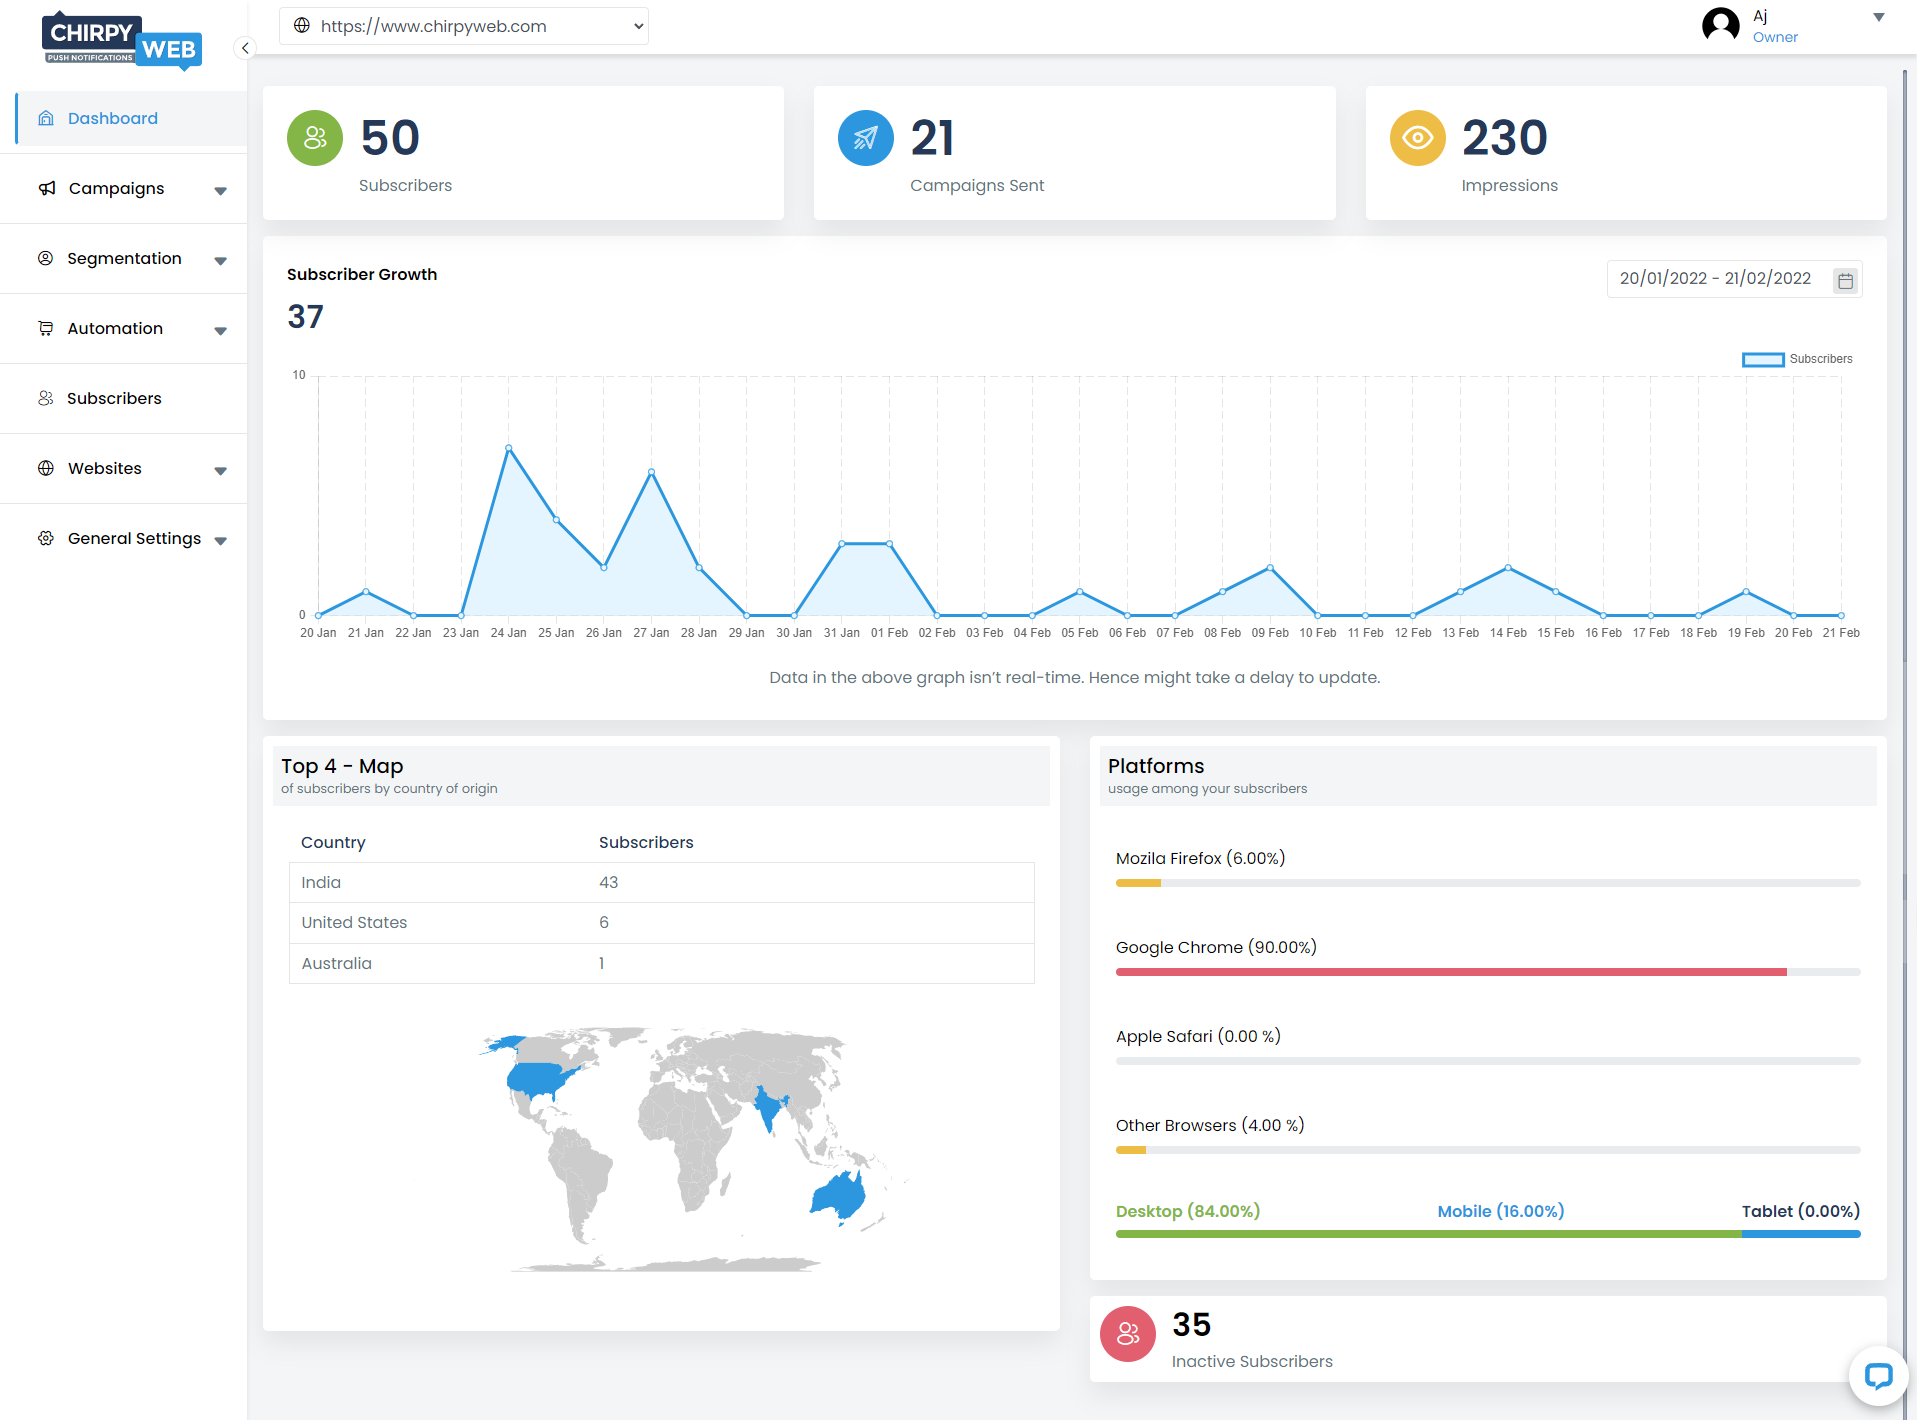 CHIRPY
WEB
PUSH NOTIFICATIONS
https://www.chirpyweb.com
Aj
Owner
Dashboard
Campaigns
Segmentation
Automation
Subscribers
Websites
General Settings
50
Subscribers
21
Campaigns Sent
230
Impressions
Subscriber Growth
37
20/01/2022 - 21/02/2022
Subscribers
10
0
20 Jan 21 Jan 22 Jan 23 Jan 24 Jan 25 Jan 26 Jan 27 Jan 28 Jan 29 Jan 30 Jan 31 Jan 01 Feb 02 Feb 03 Feb 04 Feb 05 Feb 06 Feb 07 Feb 08 Feb 09 Feb 10 Feb 11 Feb 12 Feb 13 Feb 14 Feb 15 Feb 16 Feb 17 Feb 18 Feb 19 Feb 20 Feb 21 Feb
Data in the above graph isn’t real-time. Hence might take a delay to update.
Top 4 - Map
of subscribers by country of origin
Country Subscribers
India 43
United States 6
Australia 1
Platforms
usage among your subscribers
Mozila Firefox (6.00%)
Google Chrome (90.00%)
Apple Safari (0.00 %)
Other Browsers (4.00 %)
Desktop (84.00%) Mobile (16.00%) Tablet (0.00%)
35
Inactive Subscribers